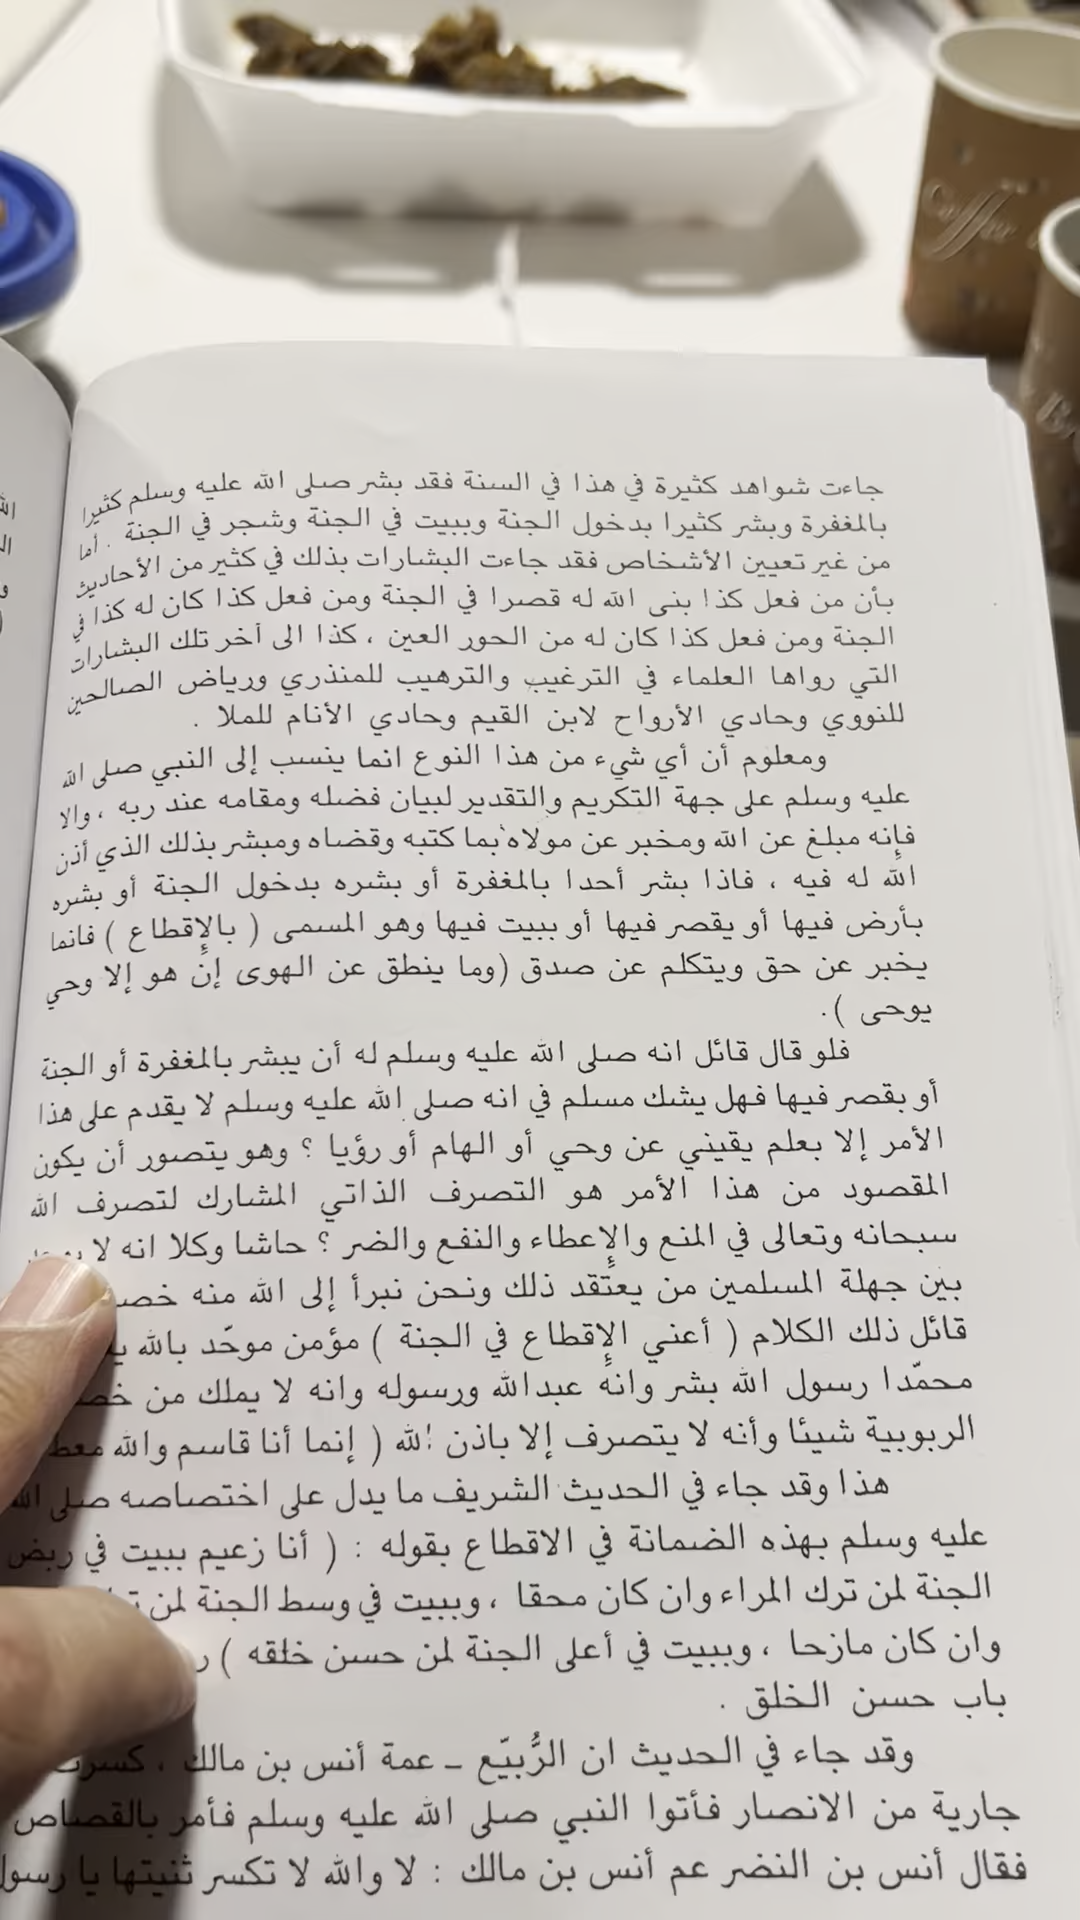 جاءت شواهد كثيرة في هذا في السنة فقد بشر صلى الله عليه وسلم كثيرا
بالمغفرة وبشر كثيرا بدخول الجنة وببيت في الجنة وشجر في الجنة . أما
من غير تعيين الأشخاص فقد جاءت البشارات بذلك في كثير من الأحاديث
بأن من فعل كذا بنى الله له قصرا في الجنة ومن فعل كذا كان له كذا في
الجنة ومن فعل كذا كان له من الحور العين ، كذا الى آخر تلك البشارات
التي رواها العلماء في الترغيب والترهيب للمنذري ورياض الصالحين
للنووي وحادي الأرواح لابن القيم وحادي الأنام للملا .
ومعلوم أن أي شيء من هذا النوع انما ينسب إلى النبي صلى الله
عليه وسلم على جهة التكريم والتقدير لبيان فضله ومقامه عند ربه ، والا
فإنه مبلغ عن الله ومخبر عن مولاه بما كتبه وقضاه ومبشر بذلك الذي أذن
الله له فيه ، فاذا بشر أحدا بالمغفرة أو بشره بدخول الجنة أو بشره
بأرض فيها أو يقصر فيها أو ببيت فيها وهو المسمى ( بالإقطاع ) فانما
يخبر عن حق ويتكلم عن صدق (وما ينطق عن الهوى إن هو إلا وحي
يوحى ).
فلو قال قائل انه صلى الله عليه وسلم له أن يبشر بالمغفرة أو الجنة
أو بقصر فيها فهل يشك مسلم في انه صلى الله عليه وسلم لا يقدم على هذا
الأمر إلا بعلم يقيني عن وحي أو الهام أو رؤيا ؟ وهو يتصور أن يكون
المقصود من هذا الأمر هو التصرف الذاتي المشارك لتصرف الله
سبحانه وتعالى في المنع والإعطاء والنفع والضر ؟ حاشا وكلا انه لا
بين جهلة المسلمين من يعتقد ذلك ونحن نبرأ إلى الله منه
قائل ذلك الكلام ( أعني الإقطاع في الجنة ) مؤمن موحّد بالله
محمّدا رسول الله بشر وانه عبدالله ورسوله وانه لا يملك من
الربوبية شيئا وأنه لا يتصرف إلا باذن الله ( إنما أنا قاسم والله
هذا وقد جاء في الحديث الشريف ما يدل على اختصاصه صلى الله
عليه وسلم بهذه الضمانة في الاقطاع بقوله : ( أنا زعيم ببيت في ربض
الجنة لمن ترك المراء وان كان محقا ، وببيت في وسط الجنة لمن
وان كان مازحا ، وببيت في أعلى الجنة لمن حسن خلقه )
باب حسن الخلق .
وقد جاء في الحديث ان الرُّبيّع ـ عمة أنس بن مالك ، كسرت
جارية من الانصار فأتوا النبي صلى الله عليه وسلم فأمر بالقصاص
فقال أنس بن النضر عم أنس بن مالك : لا والله لا تكسر ثنيتها يا رسول
Coffee